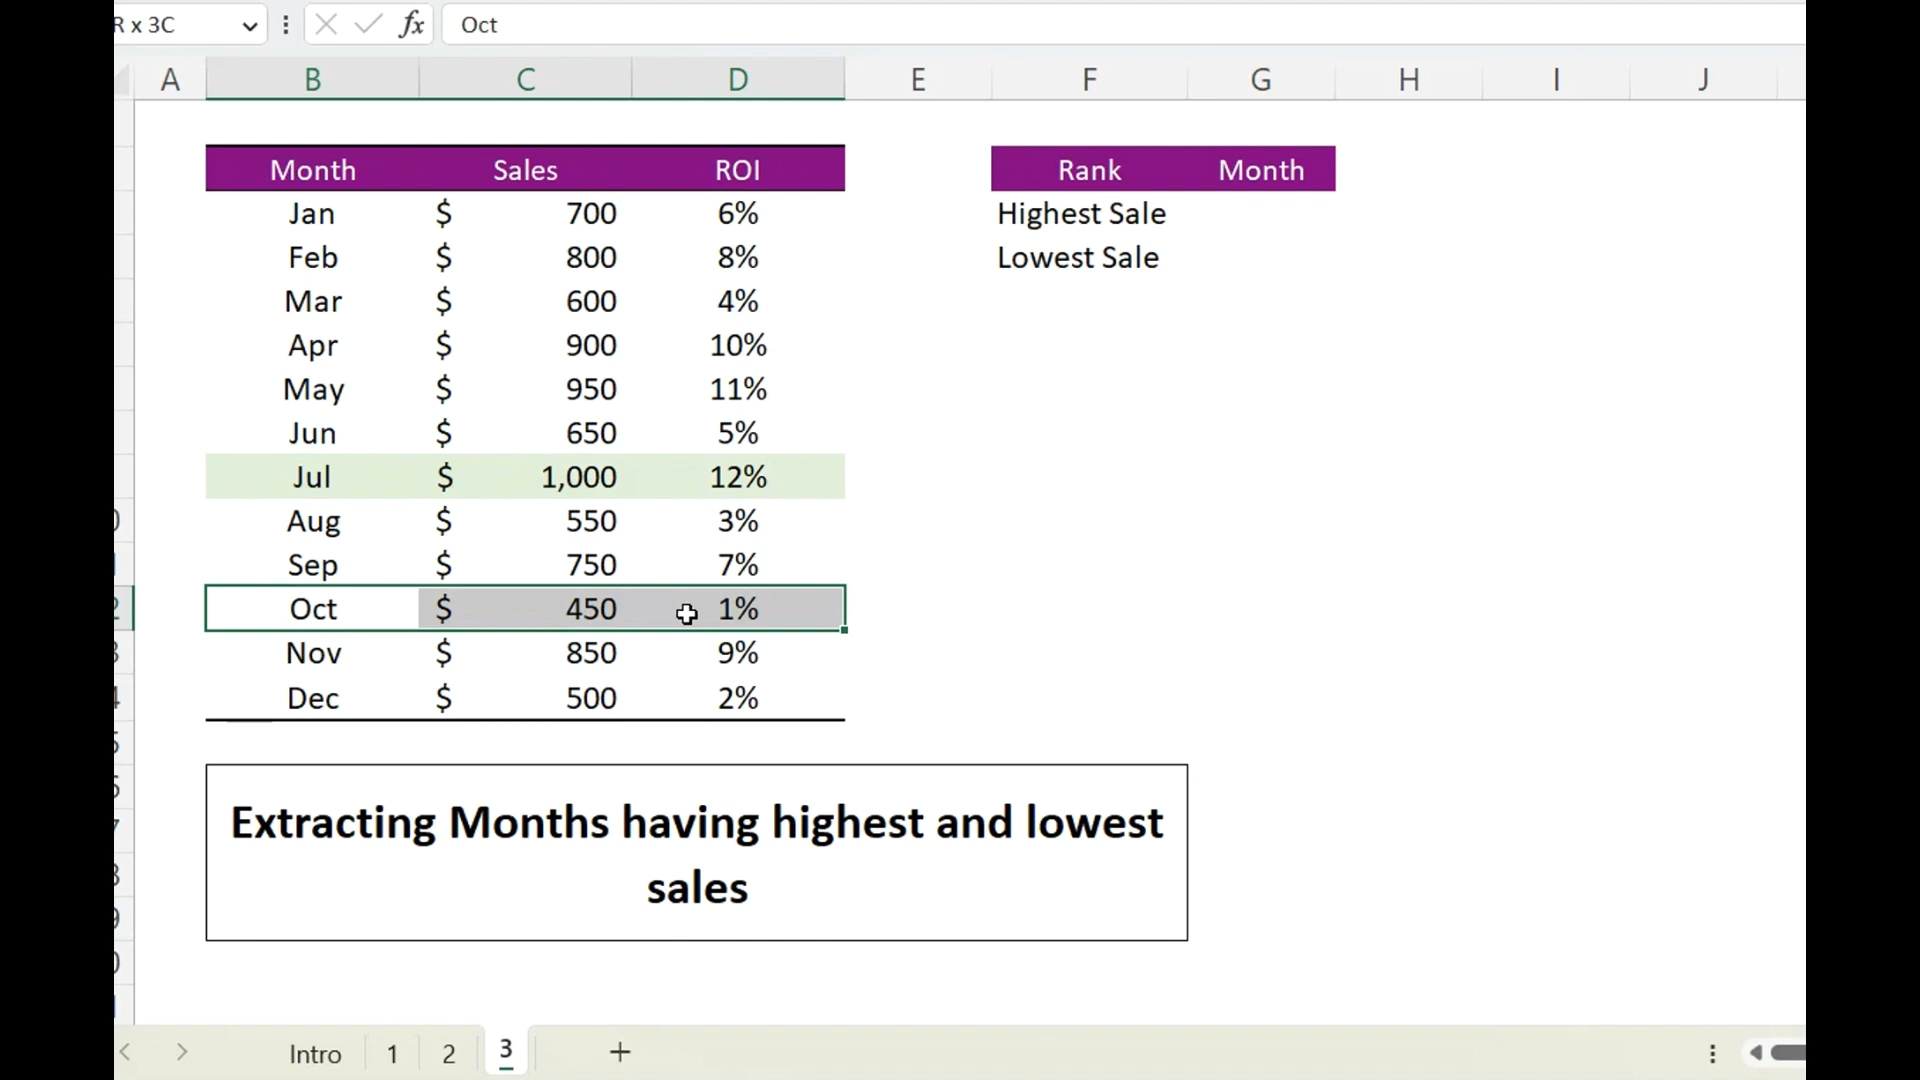 R x 3C fx Oct
A B C D E F G H I J
Month Sales ROI Rank Month
Jan $ 700 6% Highest Sale
Feb $ 800 8% Lowest Sale
Mar $ 600 4%
Apr $ 900 10%
May $ 950 11%
Jun $ 650 5%
Jul $ 1,000 12%
Aug $ 550 3%
Sep $ 750 7%
Oct $ 450 1%
Nov $ 850 9%
Dec $ 500 2%
Extracting Months having highest and lowest
sales
Intro 1 2 3 +